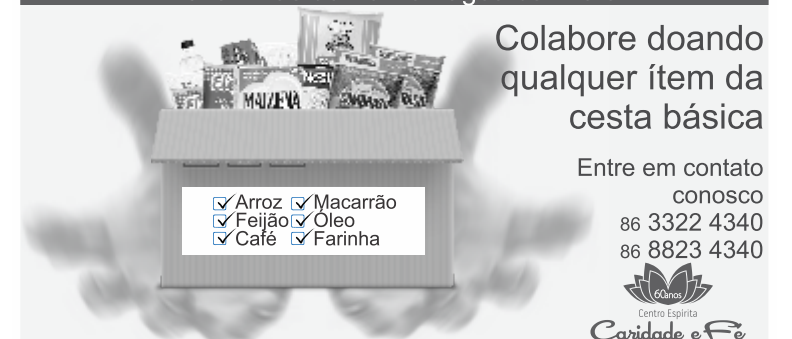 Colabore doando
qualquer ítem da
cesta básica
MAIZENA
Arroz Macarrão
Feijão Óleo
Café Farinha
Entre em contato
conosco
86 3322 4340
86 8823 4340
60anos
Centro Espírita
Caridade e Fé